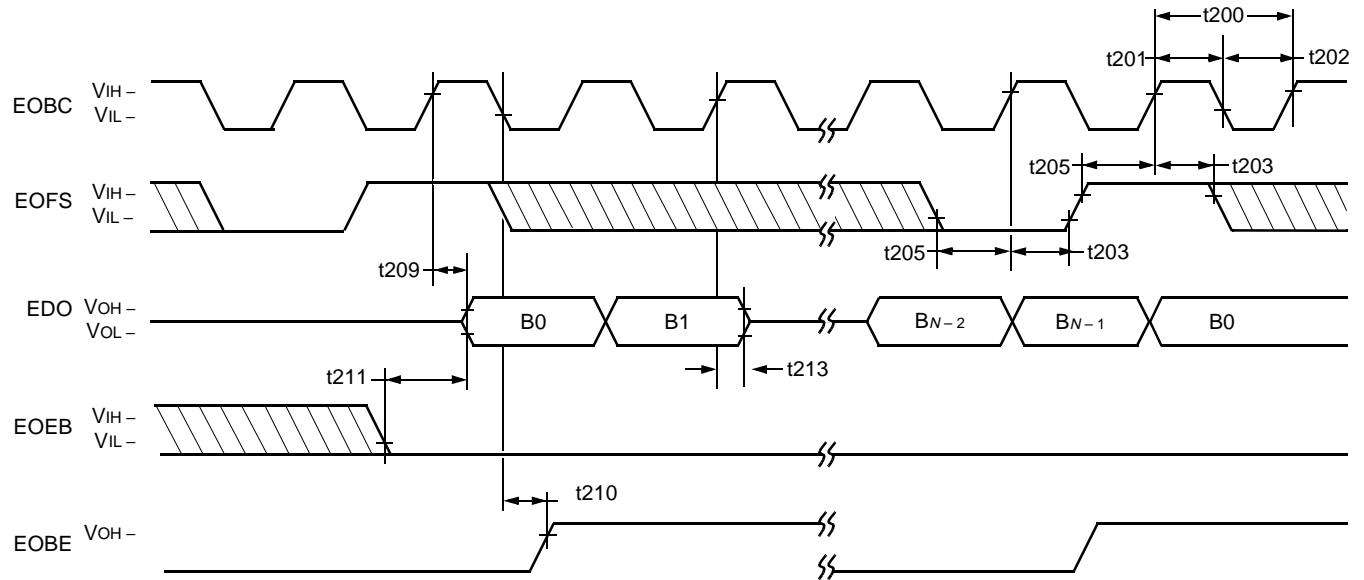 t200
t201
t202
EOBC
VIH –
VIL –
t205
t203
EOFS
VIH –
VIL –
t209
t205
t203
EDO
VOH –
VOL –
B0
B1
BN–2
BN–1
B0
t211
t213
EOEB
VIH –
VIL –
t210
EOBE
VOH –